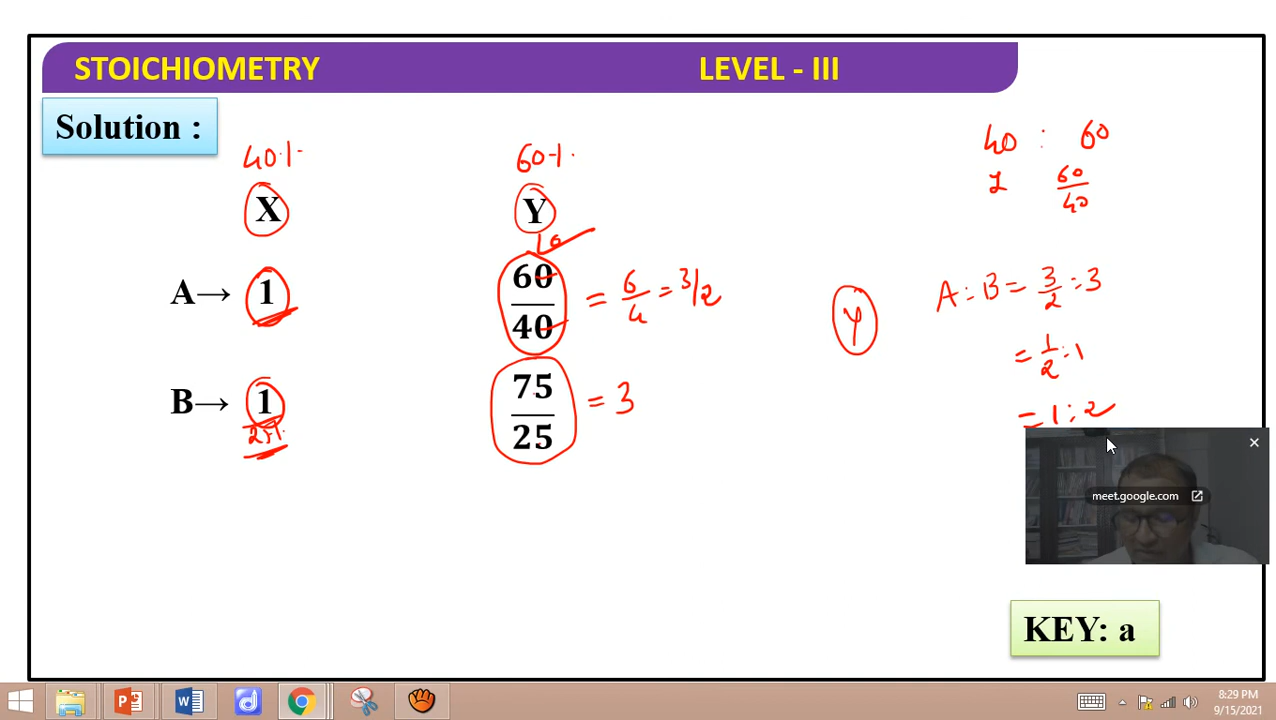 STOICHIOMETRY LEVEL - III
Solution :
40% 60%
X Y
40 : 60
1 60/40
10
A→ 1 60/40 = 6/4 = 3/2
B→ 1 75/25 = 3
25%
Y
A:B = 3/2 : 3
= 1/2 : 1
= 1 : 2
meet.google.com
KEY: a
8:29 PM
9/15/2021